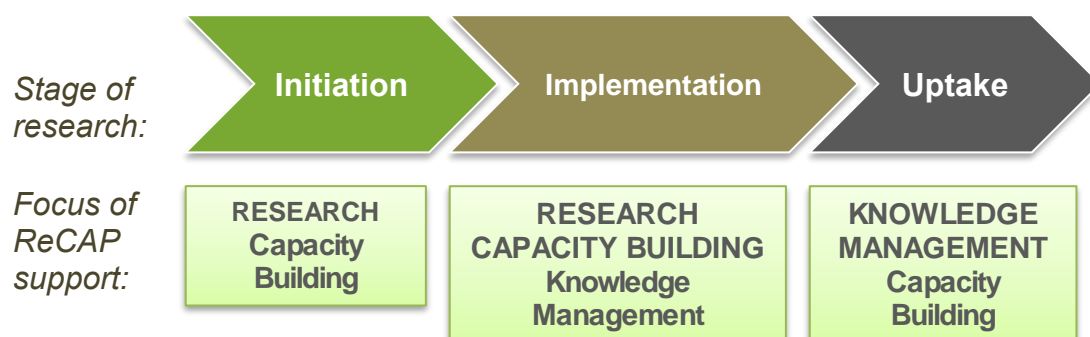 Stage of
research:
Initiation
Implementation
Uptake
Focus of
ReCAP
support:
RESEARCH
Capacity
Building
RESEARCH
CAPACITY BUILDING
Knowledge
Management
KNOWLEDGE
MANAGEMENT
Capacity
Building